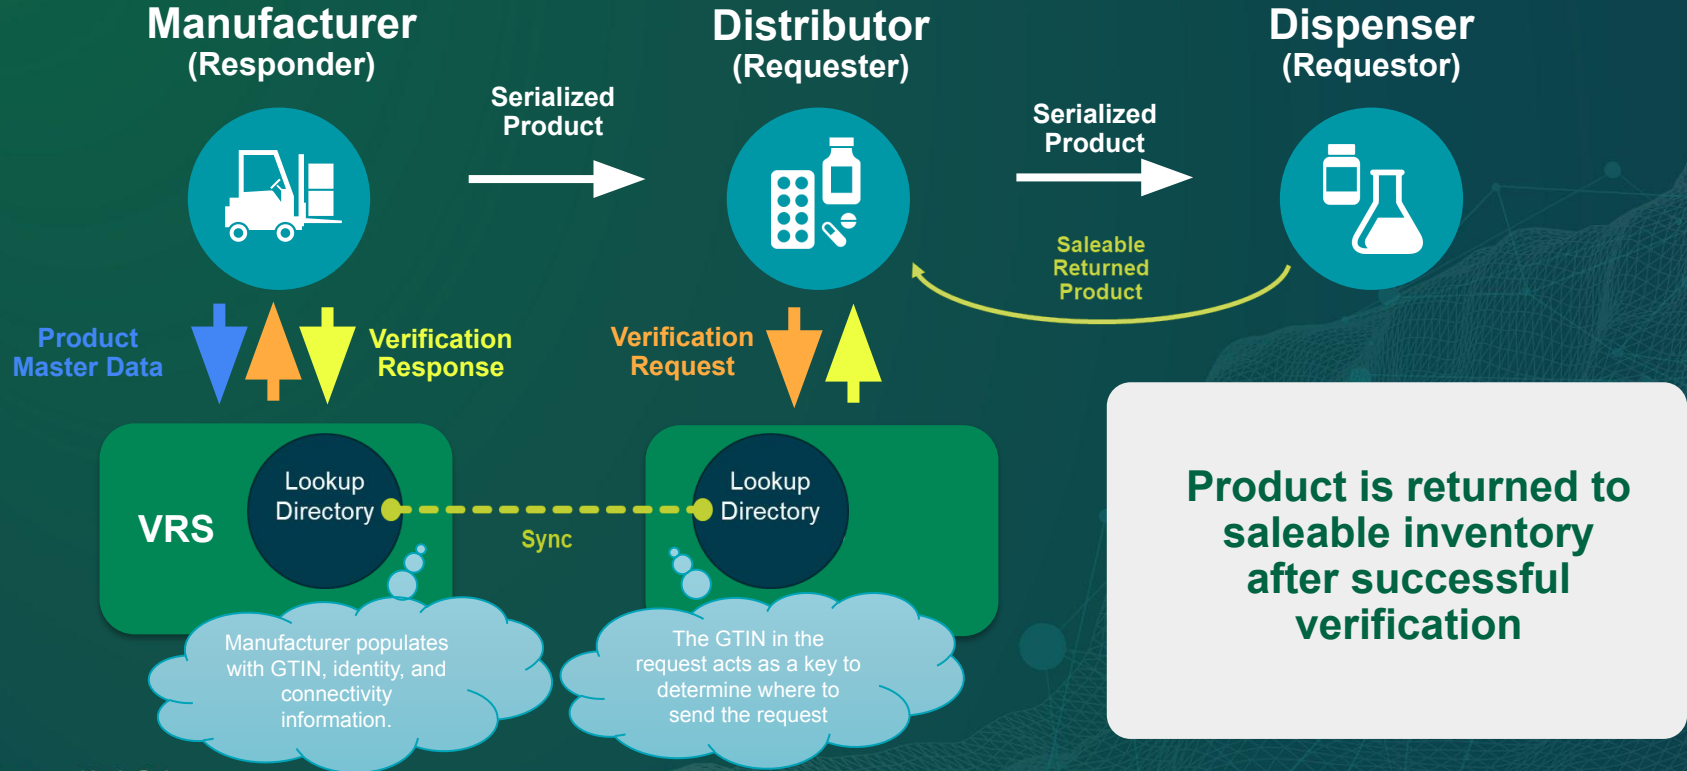 Manufacturer
(Responder)
Distributor
(Requester)
Dispenser
(Requestor)
Serialized
Product
Serialized
Product
Saleable
Returned
Product
Product
Master Data
Verification
Response
Verification
Request
VRS
Lookup
Directory
Sync
Lookup
Directory
Manufacturer populates
with GTIN, identity, and
connectivity
information.
The GTIN in the
request acts as a key to
determine where to
send the request
Product is returned to
saleable inventory
after successful
verification